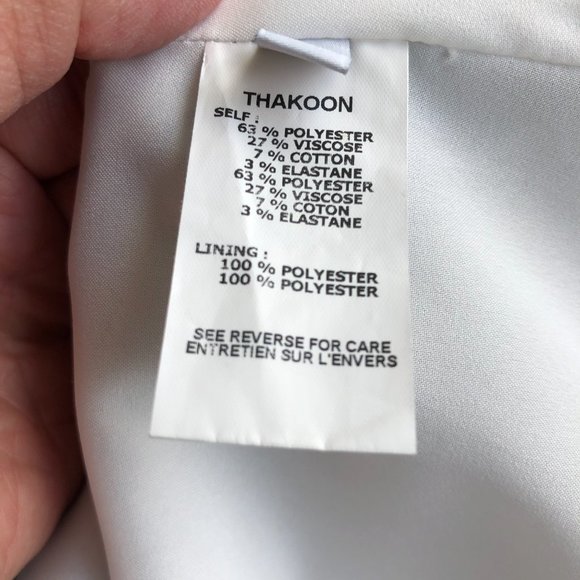 THAKOON
SELF :
63 % POLYESTER
27 % VISCOSE
7 % COTTON
3 % ELASTANE
63 % POLYESTER
27 % VISCOSE
7 % COTON
3 % ELASTANE
LINING :
100 % POLYESTER
100 % POLYESTER
SEE REVERSE FOR CARE
ENTRETIEN SUR L'ENVERS